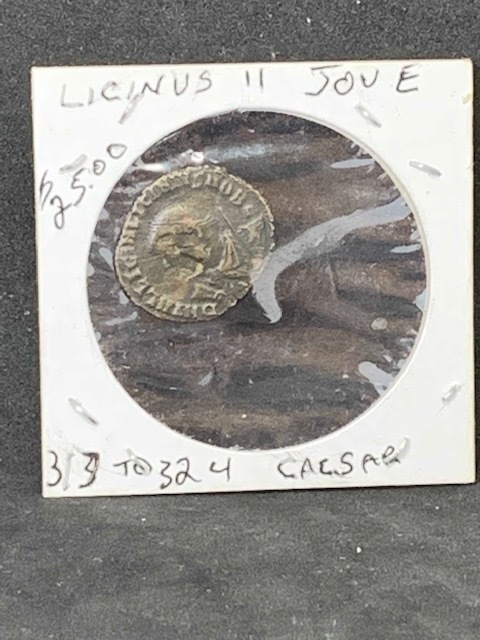 LICINUS II JOVE
$25.00
313 TO 324 CAESAR